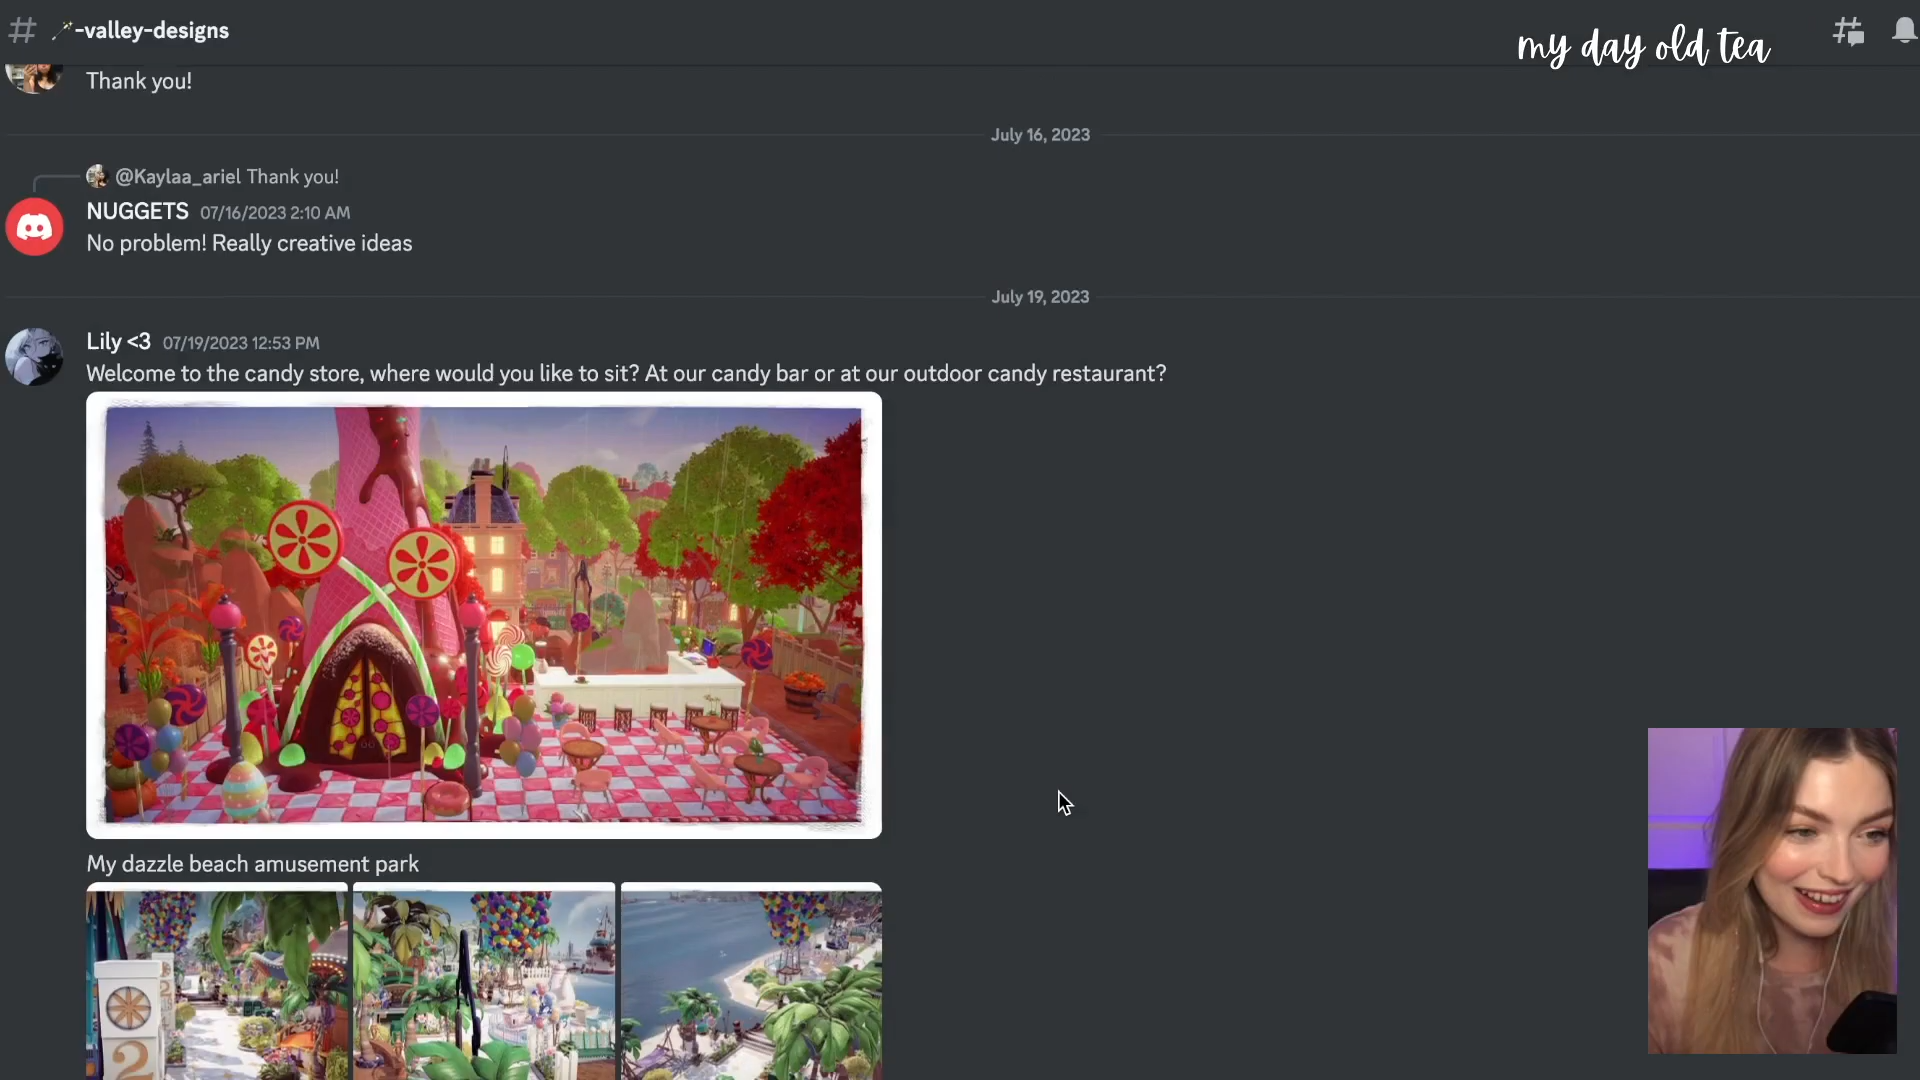 -valley-designs
my day old tea
Thank you!
July 16, 2023
@Kaylaa_ariel Thank you!
NUGGETS 07/16/2023 2:10 AM
No problem! Really creative ideas
July 19, 2023
Lily <3 07/19/2023 12:53 PM
Welcome to the candy store, where would you like to sit? At our candy bar or at our outdoor candy restaurant?
My dazzle beach amusement park
2